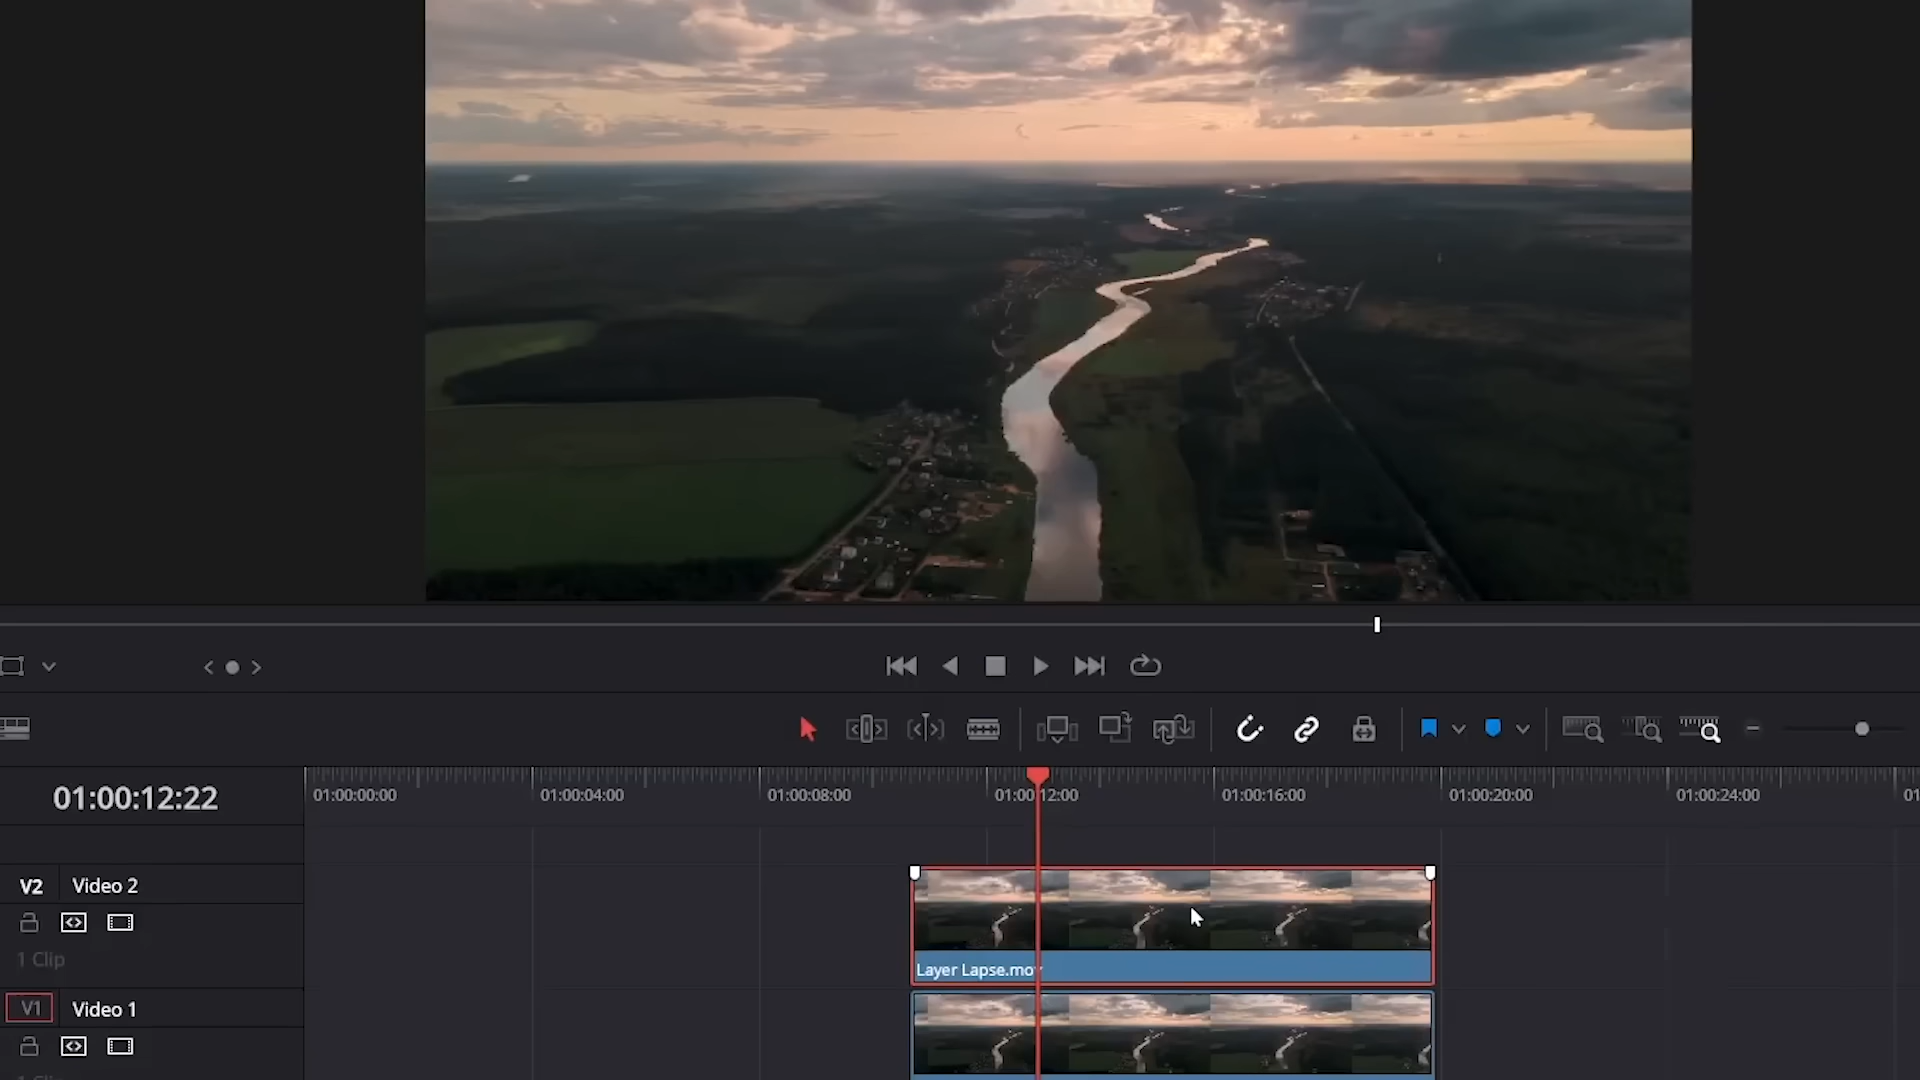 01:00:12:22
01:00:00:00 01:00:04:00 01:00:08:00 01:00:12:00 01:00:16:00 01:00:20:00 01:00:24:00 01
V2 Video 2
1 Clip
Layer Lapse.mov
V1 Video 1